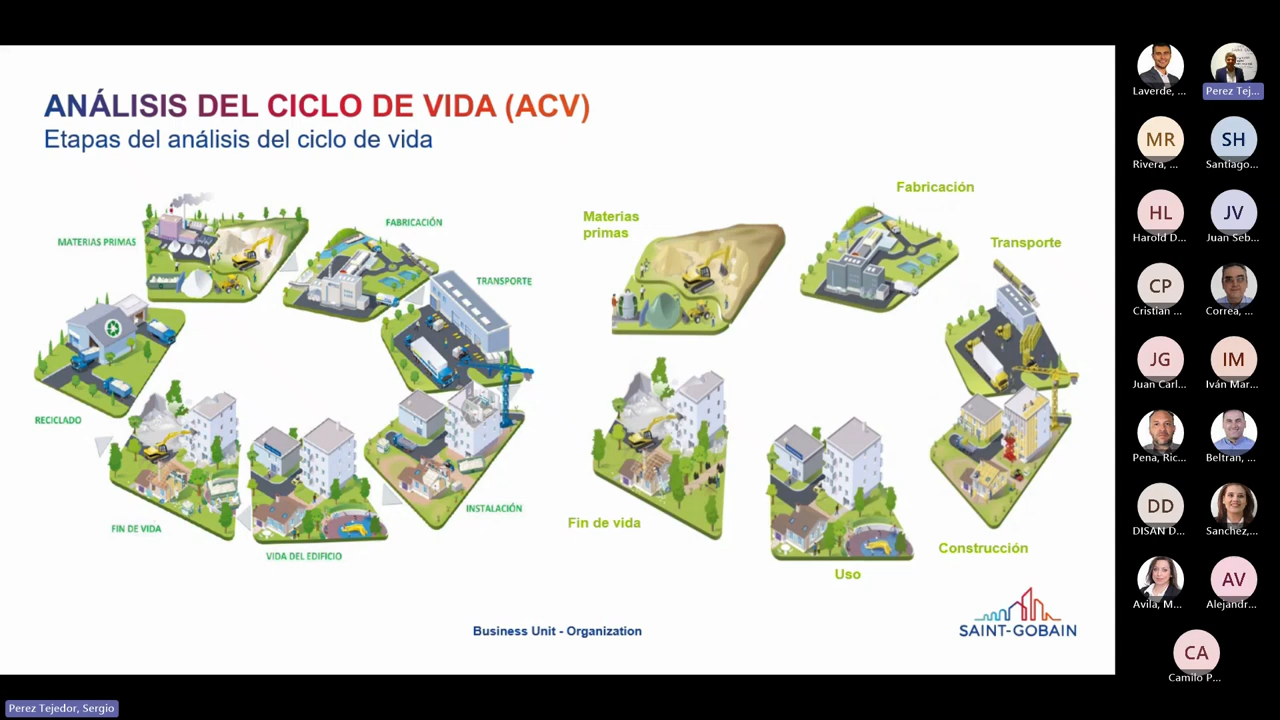 ANÁLISIS DEL CICLO DE VIDA (ACV)
Etapas del análisis del ciclo de vida
MATERIAS PRIMAS
FABRICACIÓN
TRANSPORTE
INSTALACIÓN
VIDA DEL EDIFICIO
FIN DE VIDA
RECICLADO
Materias
primas
Fabricación
Transporte
Construcción
Uso
Fin de vida
Business Unit - Organization
SAINT-GOBAIN
Laverde, ...
Perez Tej...
MR
Rivera, ...
SH
Santiago...
HL
Harold D...
JV
Juan Seb...
CP
Cristian ...
Correa, ...
JG
Juan Carl...
IM
Iván Mar...
Pena, Ric...
Beltran, ...
DD
DISAN D...
Sanchez,...
Avila, M...
AV
Alejandr...
CA
Camilo P...
Perez Tejedor, Sergio